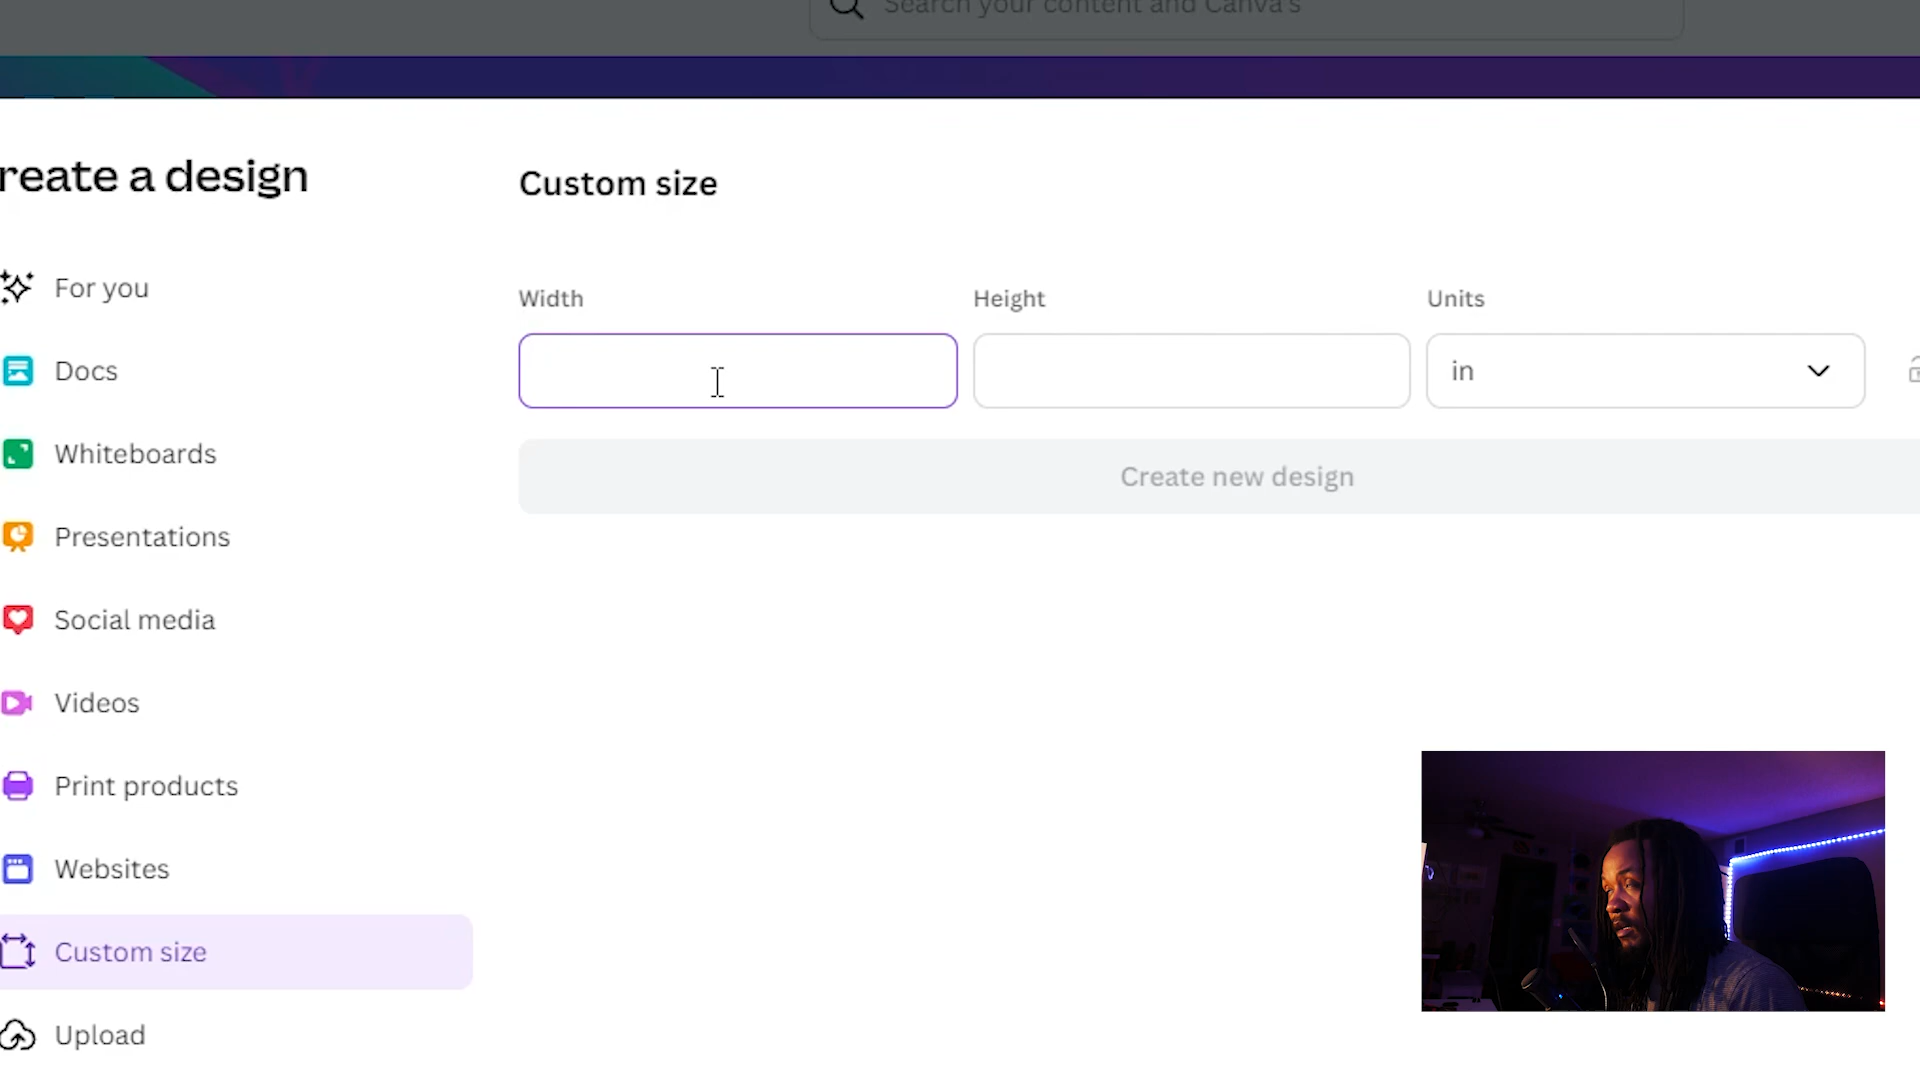 Search your content and Canva's
reate a design
Custom size
For you
Docs
Whiteboards
Presentations
Social media
Videos
Print products
Websites
Custom size
Upload
Width
Height
Units
in
Create new design